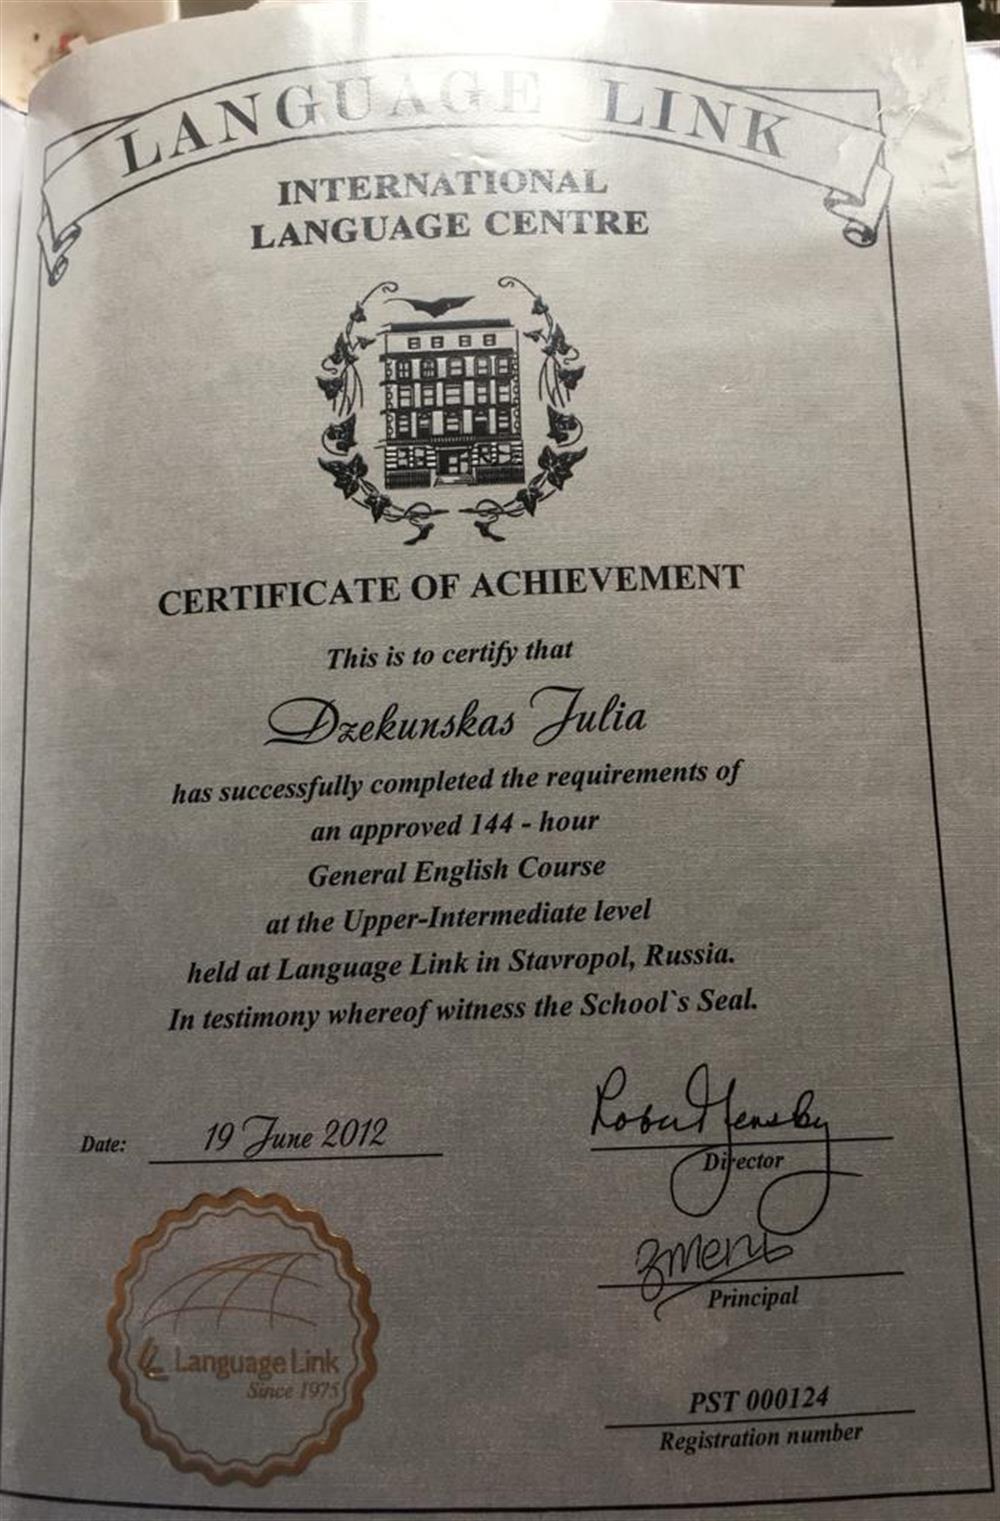 LANGUAGE LINK
INTERNATIONAL
LANGUAGE CENTRE
CERTIFICATE OF ACHIEVEMENT
This is to certify that
Dzekunskas Julia
has successfully completed the requirements of
an approved 144 - hour
General English Course
at the Upper-Intermediate level
held at Language Link in Stavropol, Russia.
In testimony whereof witness the School`s Seal.
Date: 19 June 2012
Director
Principal
LL Language Link
Since 1975
PST 000124
Registration number